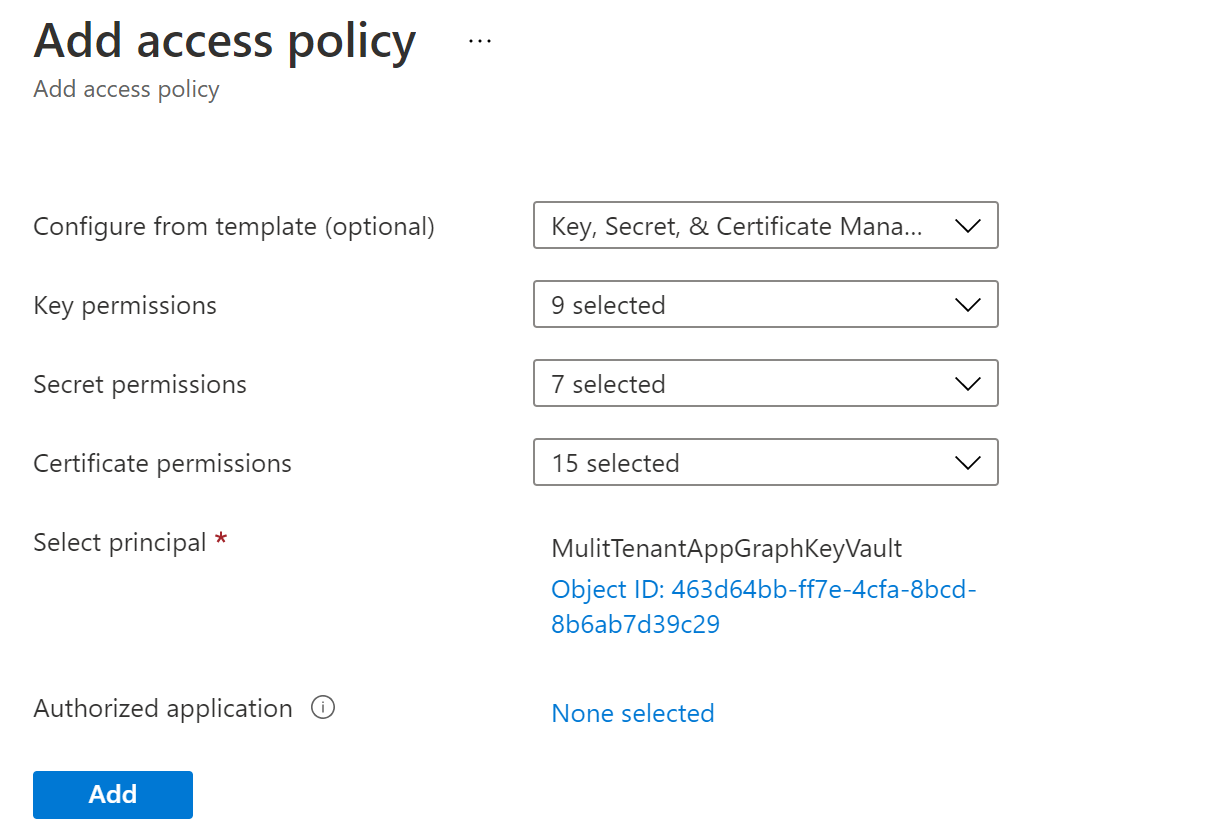 Add access policy ...
Add access policy
Configure from template (optional) Key, Secret, & Certificate Mana...
Key permissions 9 selected
Secret permissions 7 selected
Certificate permissions 15 selected
Select principal * MulitTenantAppGraphKeyVault
Object ID: 463d64bb-ff7e-4cfa-8bcd-
8b6ab7d39c29
Authorized application None selected
Add